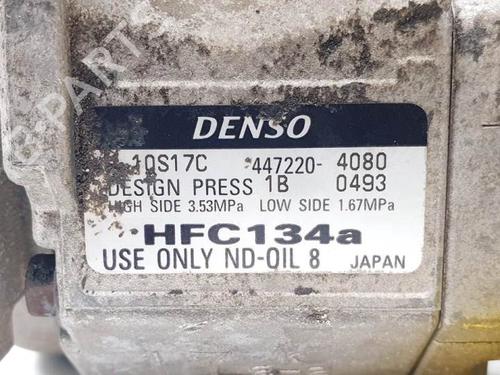 DENSO
10S17C 447220- 4080
DESIGN PRESS 1B 0493
HIGH SIDE 3.53MPa LOW SIDE 1.67MPa
HFC134a
USE ONLY ND-OIL 8 JAPAN